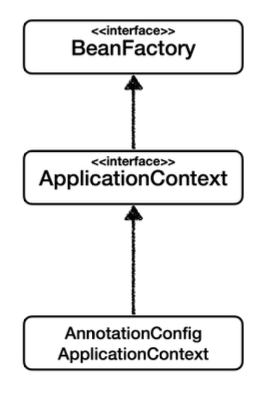 <<interface>>
BeanFactory
<<interface>>
ApplicationContext
AnnotationConfig
ApplicationContext